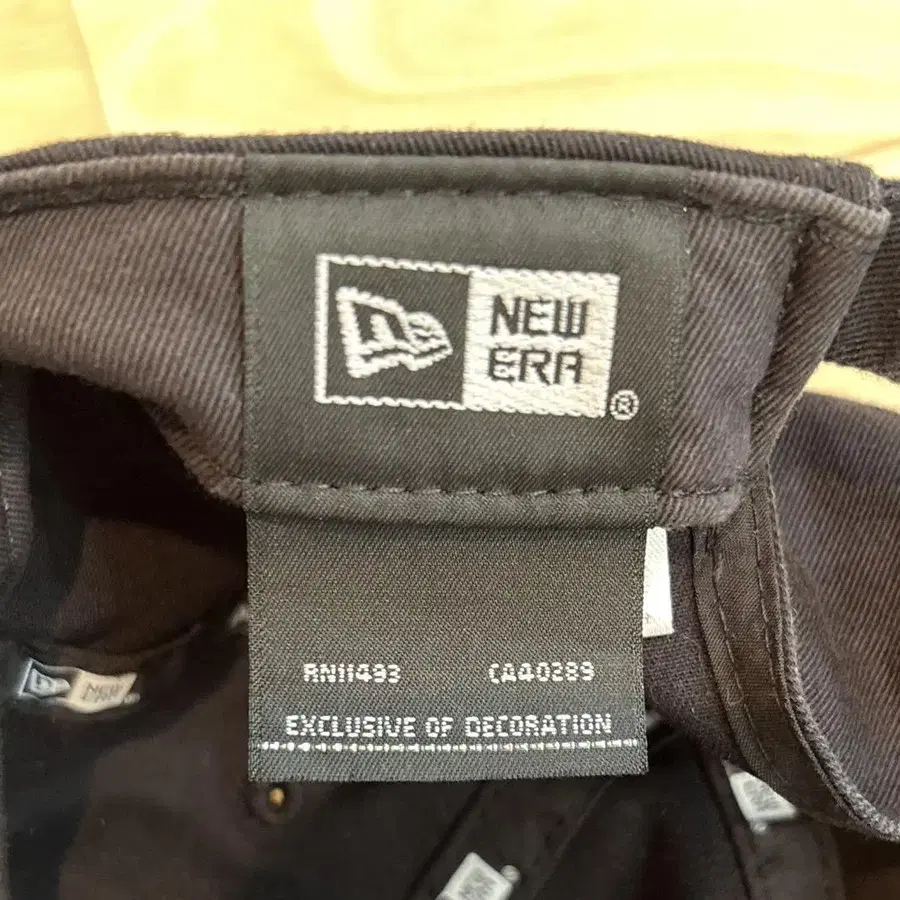 NEW
ERA
®
RN11493 CA40289
EXCLUSIVE OF DECORATION